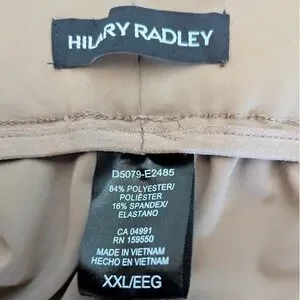 HILARY RADLEY
D5079-E2485
84% POLYESTER/
POLIÉSTER
16% SPANDEX/
ELASTANO
CA 04991
RN 159550
MADE IN VIETNAM
HECHO EN VIETNAM
XXL/EEG